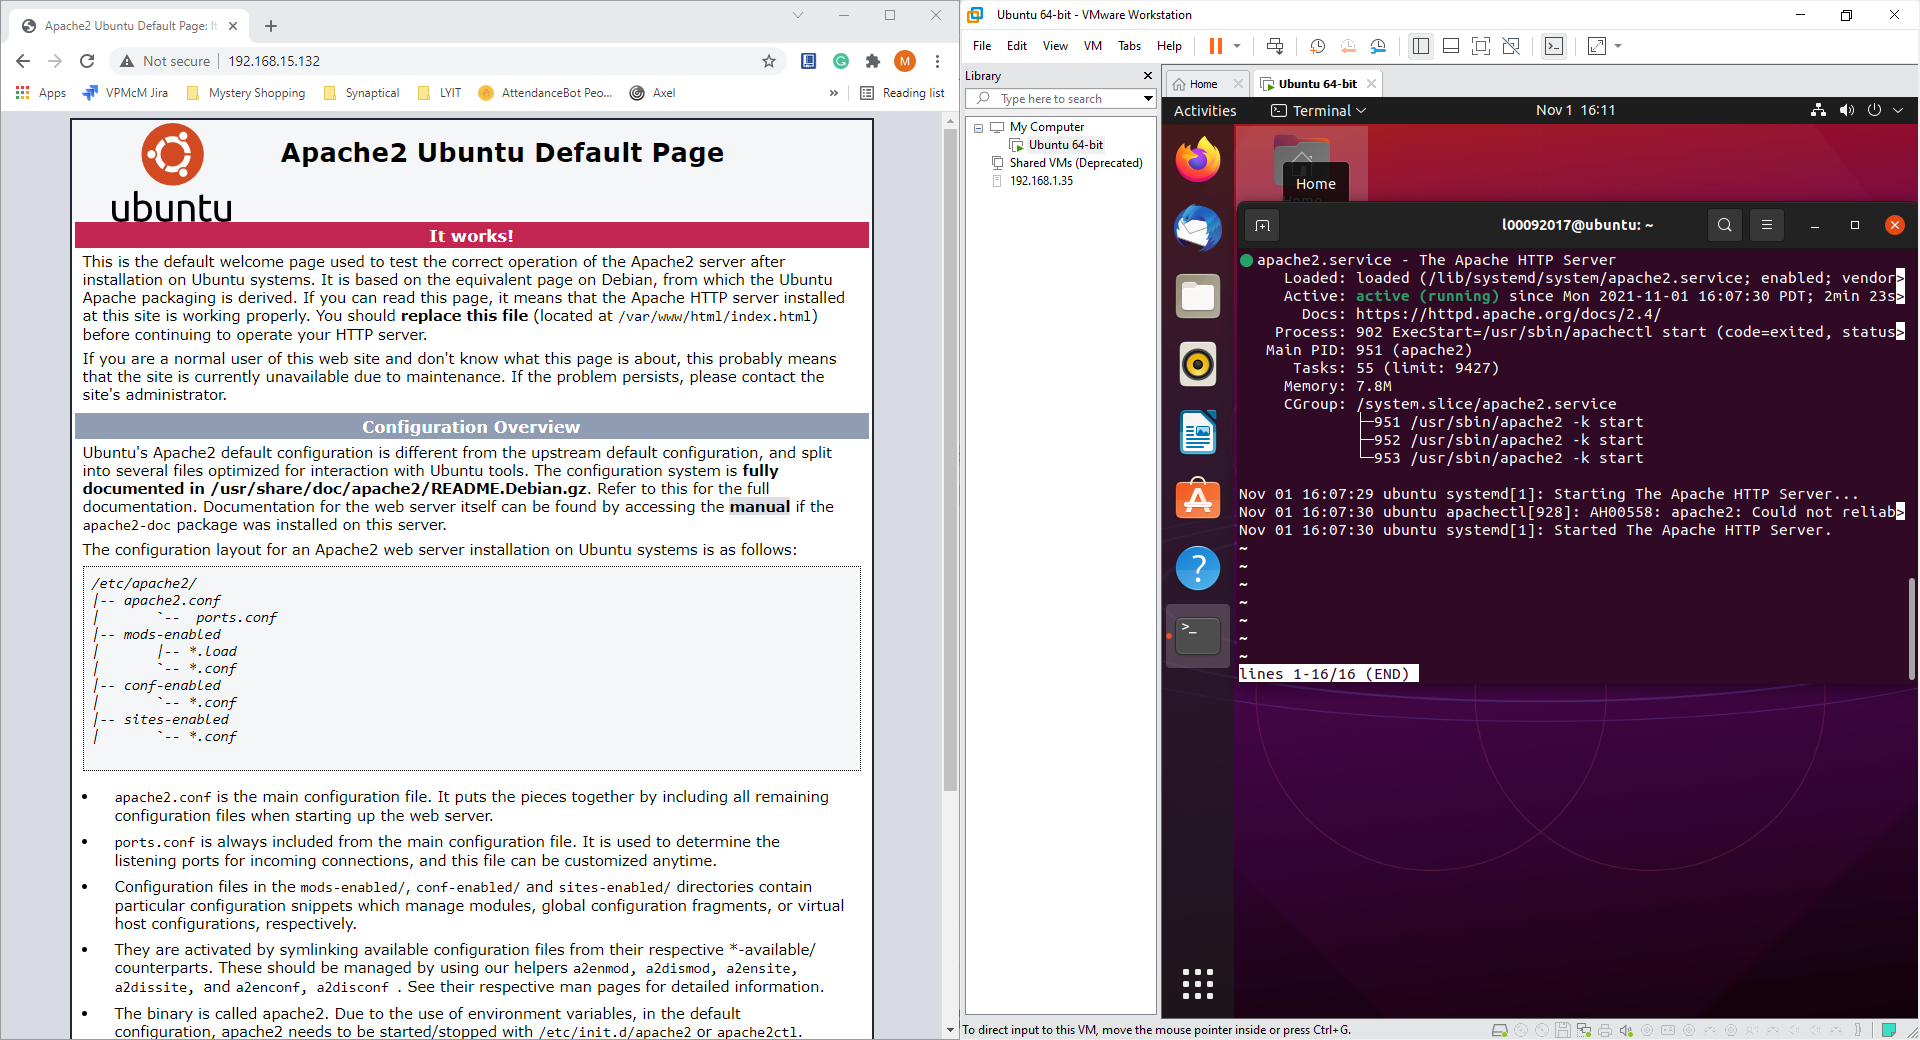 Apache2 Ubuntu Default Page: It
Not secure | 192.168.15.132
M
Apps VPMcM Jira Mystery Shopping Synaptical LYIT AttendanceBot Peo... Axel » Reading list
ubuntu
Apache2 Ubuntu Default Page
It works!
This is the default welcome page used to test the correct operation of the Apache2 server after
installation on Ubuntu systems. It is based on the equivalent page on Debian, from which the Ubuntu
Apache packaging is derived. If you can read this page, it means that the Apache HTTP server installed
at this site is working properly. You should replace this file (located at /var/www/html/index.html)
before continuing to operate your HTTP server.
If you are a normal user of this web site and don't know what this page is about, this probably means
that the site is currently unavailable due to maintenance. If the problem persists, please contact the
site's administrator.
Configuration Overview
Ubuntu's Apache2 default configuration is different from the upstream default configuration, and split
into several files optimized for interaction with Ubuntu tools. The configuration system is fully
documented in /usr/share/doc/apache2/README.Debian.gz. Refer to this for the full
documentation. Documentation for the web server itself can be found by accessing the manual if the
apache2-doc package was installed on this server.
The configuration layout for an Apache2 web server installation on Ubuntu systems is as follows:
/etc/apache2/
|-- apache2.conf
|       `--  ports.conf
|-- mods-enabled
|       |-- *.load
|       `-- *.conf
|-- conf-enabled
|       `-- *.conf
|-- sites-enabled
|       `-- *.conf
• apache2.conf is the main configuration file. It puts the pieces together by including all remaining
configuration files when starting up the web server.
• ports.conf is always included from the main configuration file. It is used to determine the
listening ports for incoming connections, and this file can be customized anytime.
• Configuration files in the mods-enabled/, conf-enabled/ and sites-enabled/ directories contain
particular configuration snippets which manage modules, global configuration fragments, or virtual
host configurations, respectively.
• They are activated by symlinking available configuration files from their respective *-available/
counterparts. These should be managed by using our helpers a2enmod, a2dismod, a2ensite,
a2dissite, and a2enconf, a2disconf . See their respective man pages for detailed information.
• The binary is called apache2. Due to the use of environment variables, in the default
configuration, apache2 needs to be started/stopped with /etc/init.d/apache2 or apache2ctl.
Ubuntu 64-bit - VMware Workstation
File Edit View VM Tabs Help
Library
Type here to search
My Computer
Ubuntu 64-bit
Shared VMs (Deprecated)
192.168.1.35
Home Ubuntu 64-bit
Activities Terminal Nov 1 16:11
Home
Home
l00092017@ubuntu: ~
● apache2.service - The Apache HTTP Server
Loaded: loaded (/lib/systemd/system/apache2.service; enabled; vendor>
Active: active (running) since Mon 2021-11-01 16:07:30 PDT; 2min 23s>
Docs: https://httpd.apache.org/docs/2.4/
Process: 902 ExecStart=/usr/sbin/apachectl start (code=exited, status>
Main PID: 951 (apache2)
Tasks: 55 (limit: 9427)
Memory: 7.8M
CGroup: /system.slice/apache2.service
├─951 /usr/sbin/apache2 -k start
├─952 /usr/sbin/apache2 -k start
└─953 /usr/sbin/apache2 -k start
Nov 01 16:07:29 ubuntu systemd[1]: Starting The Apache HTTP Server...
Nov 01 16:07:30 ubuntu apachectl[928]: AH00558: apache2: Could not reliab>
Nov 01 16:07:30 ubuntu systemd[1]: Started The Apache HTTP Server.
~
~
~
~
~
~
~
lines 1-16/16 (END)
To direct input to this VM, move the mouse pointer inside or press Ctrl+G.